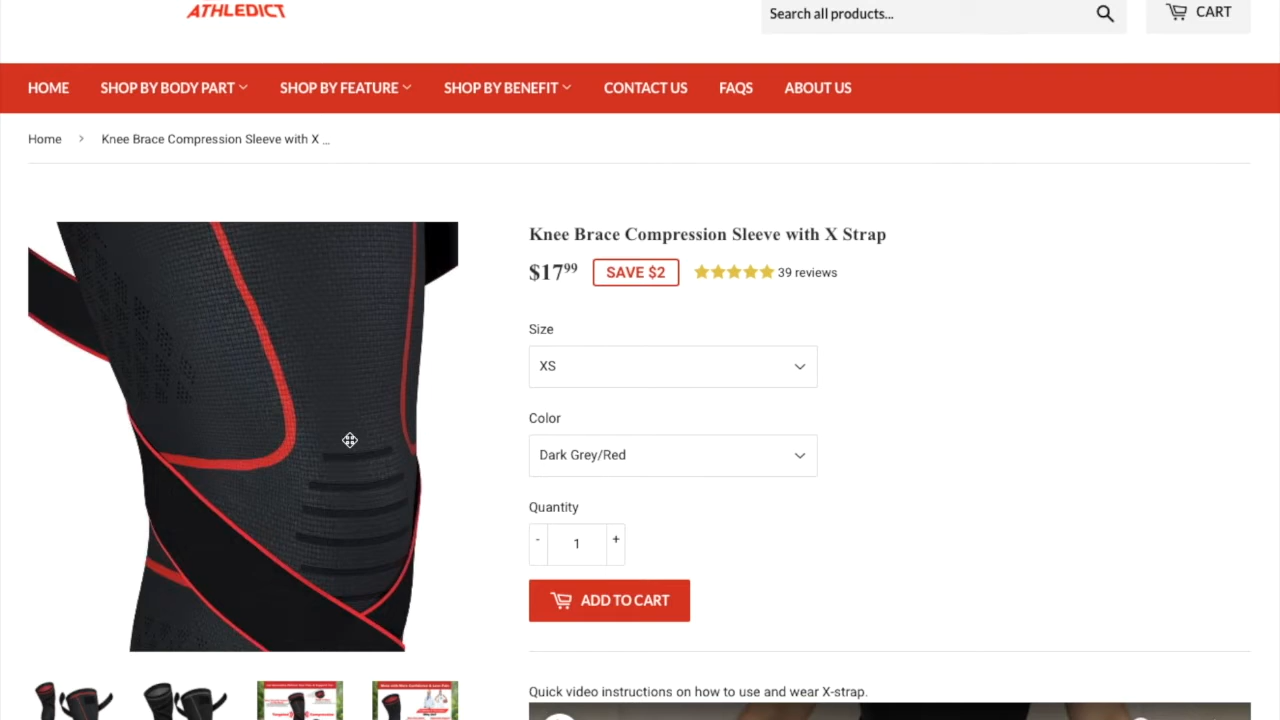 ATHLEDICT
Search all products...
CART
HOME SHOP BY BODY PART SHOP BY FEATURE SHOP BY BENEFIT CONTACT US FAQS ABOUT US
Home › Knee Brace Compression Sleeve with X ...
Knee Brace Compression Sleeve with X Strap
$17.99 SAVE $2 39 reviews
Size
XS
Color
Dark Grey/Red
Quantity
- 1 +
ADD TO CART
Quick video instructions on how to use and wear X-strap.